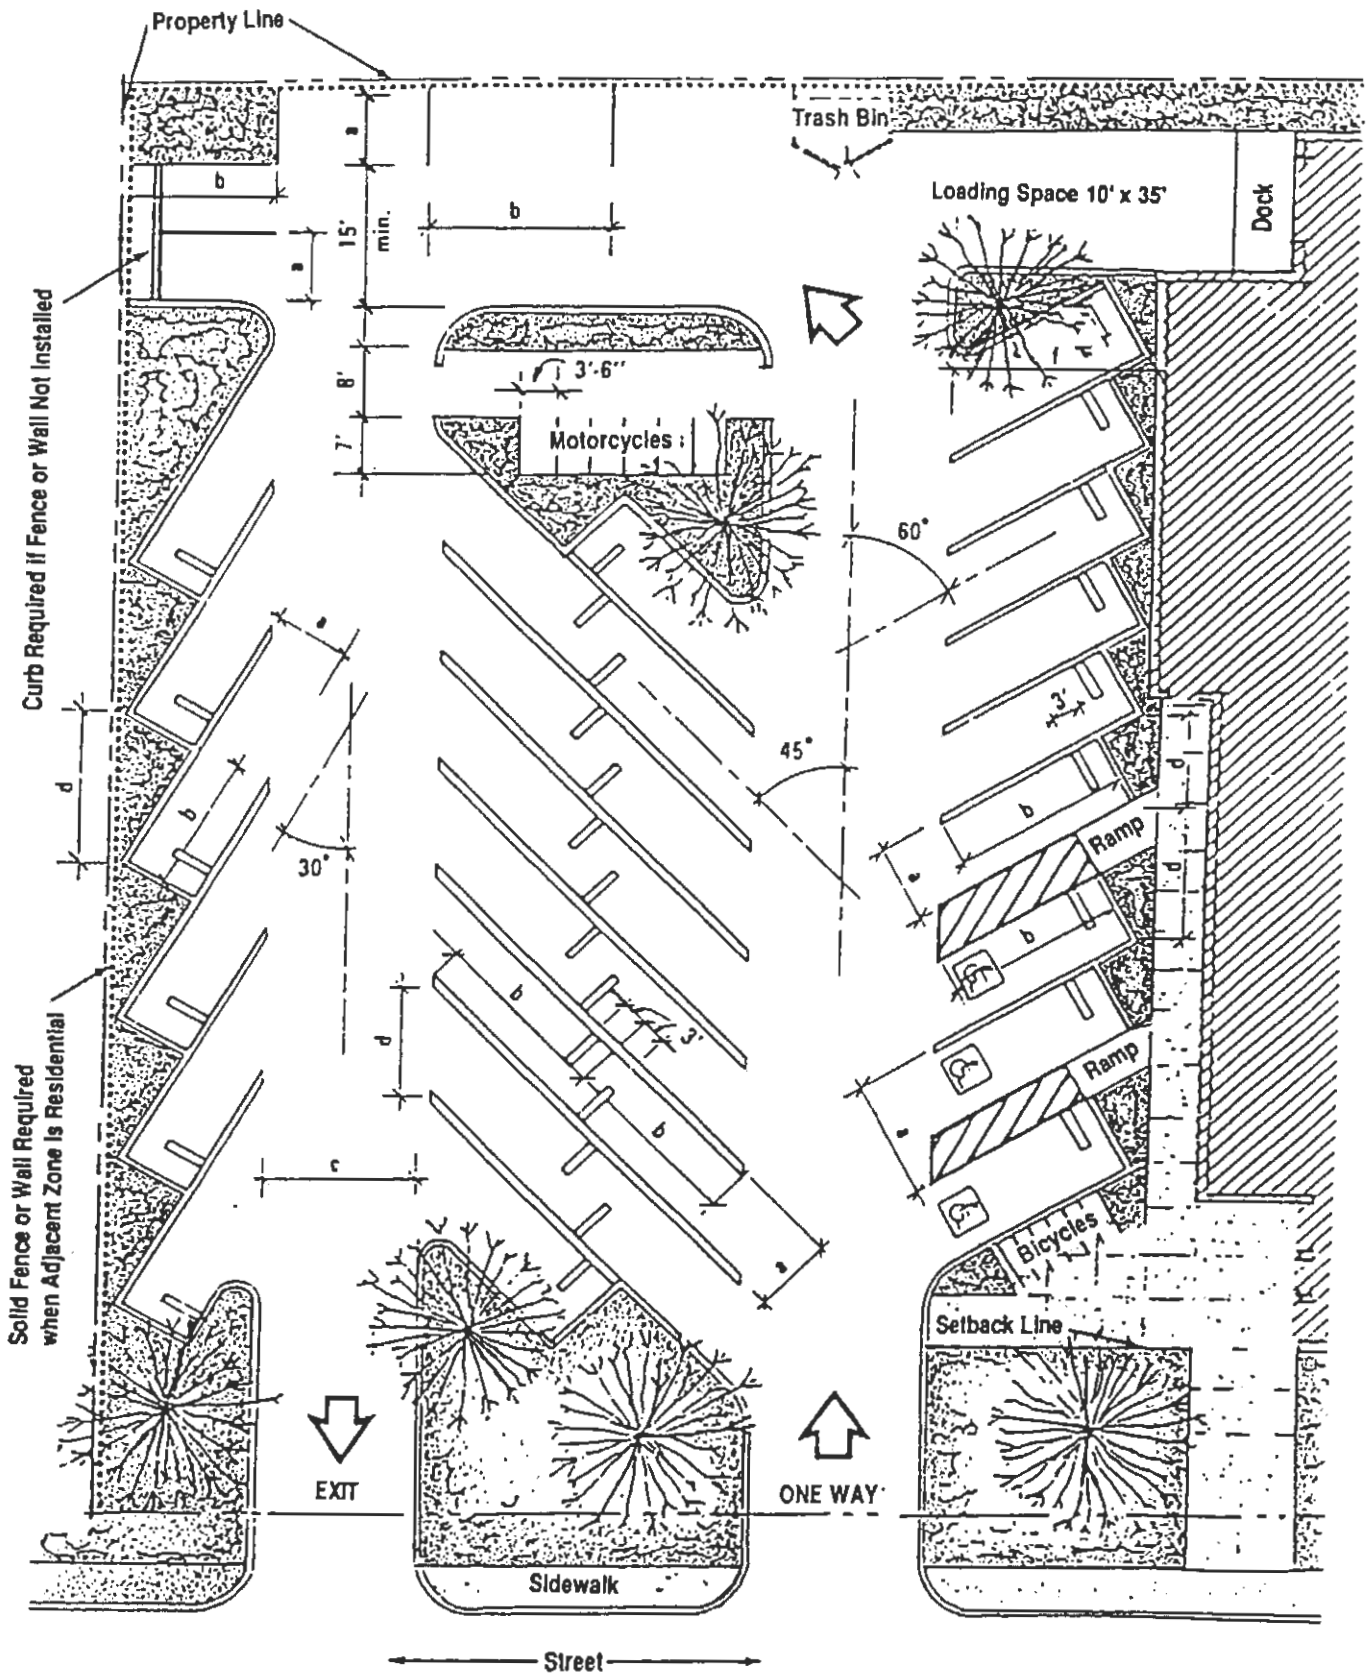 Property Line
a
Trash Bin
b
15'
min.
b
Loading Space 10' x 35'
Dock
a
Curb Required if Fence or Wall Not Installed
8'
3'-6"
7'
Motorcycles
60°
a
3'
45°
d
d
b
b
30°
Ramp
a
d
b
b
3'
d
Solid Fence or Wall Required
when Adjacent Zone Is Residential
Ramp
b
a
c
Bicycles
a
Setback Line
EXIT
ONE WAY
Sidewalk
Street